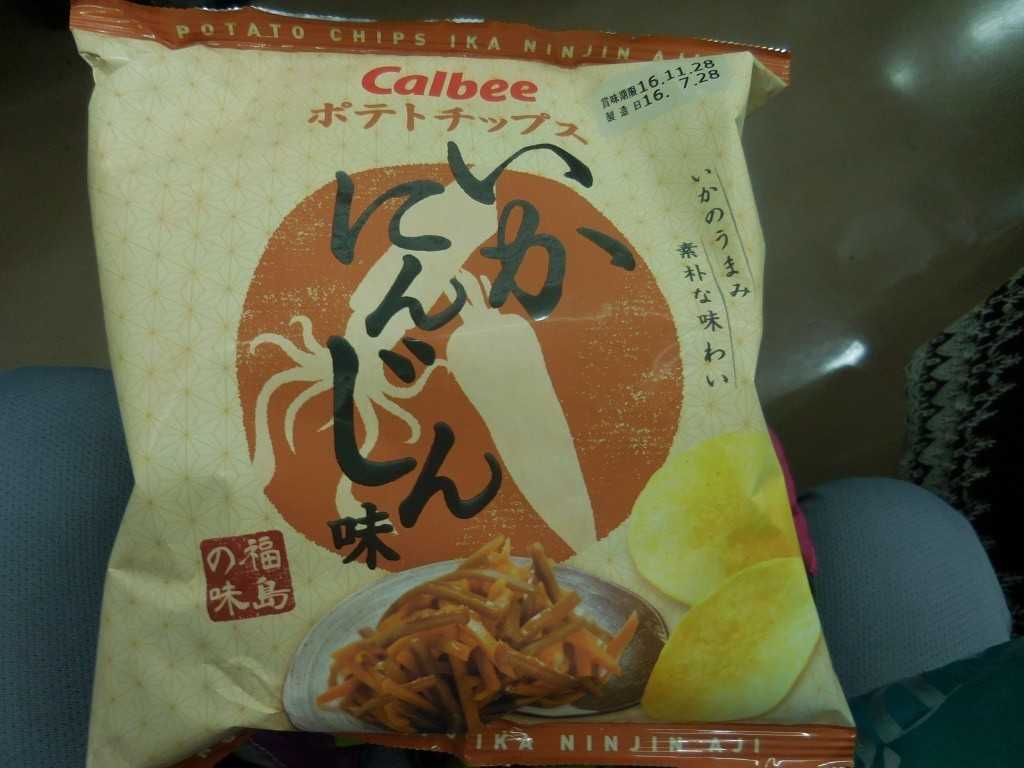 POTATO CHIPS IKA NINJIN AJI
Calbee
ポテトチップス
賞味期限16.11.28
製造日16. 7.28
いか
にんじん
味
いかのうまみ
素朴な味わい
福島
の味
IKA NINJIN AJI